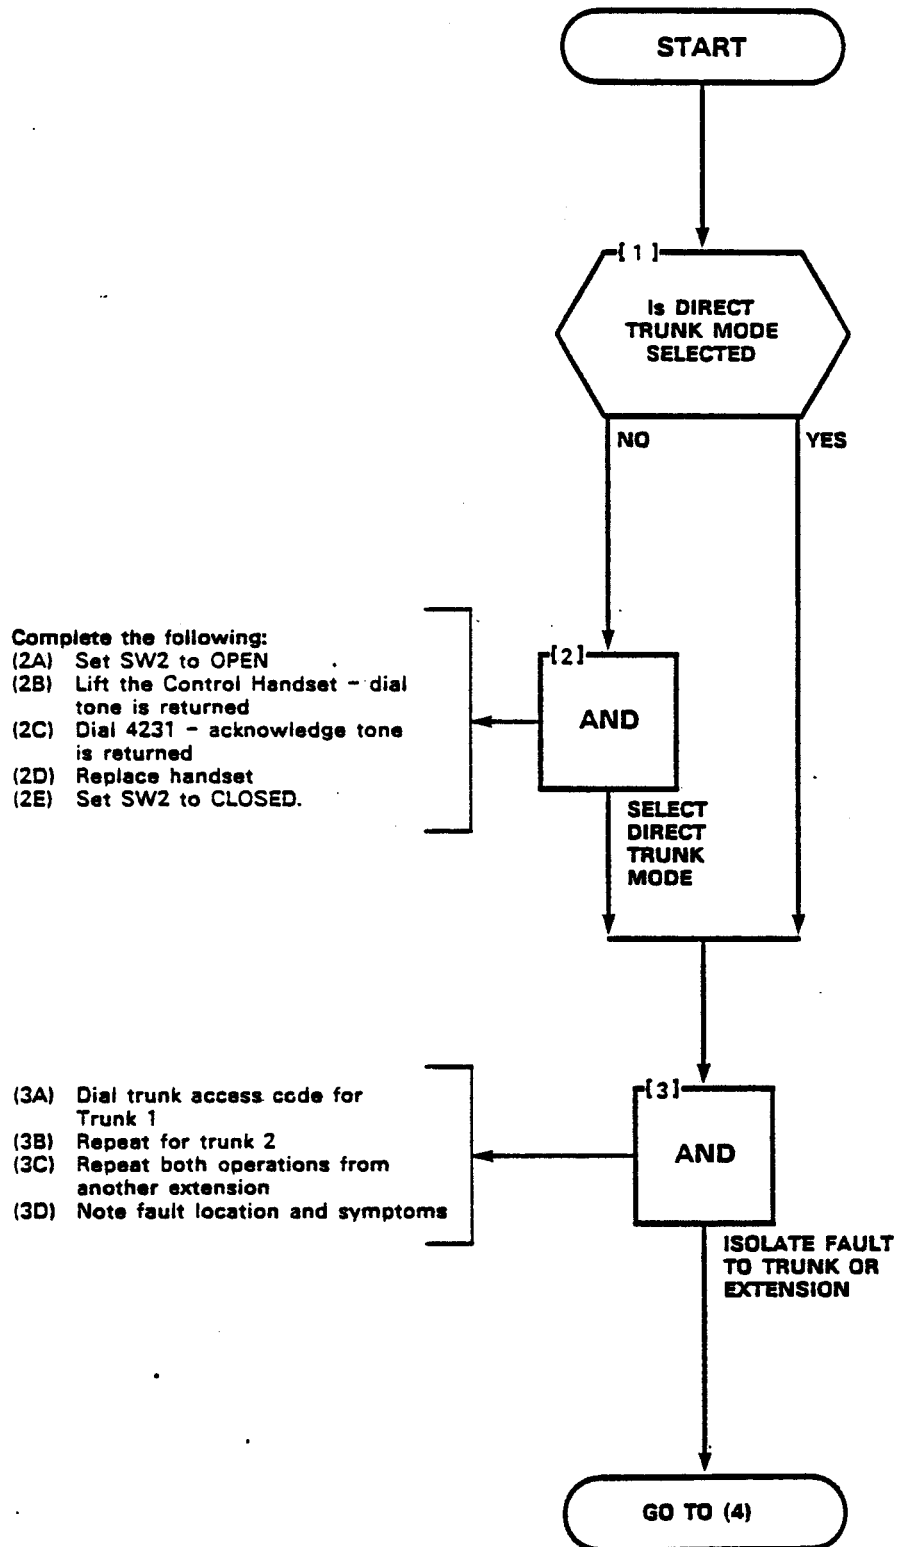 START
[1]
Is DIRECT
TRUNK MODE
SELECTED
NO
YES
Complete the following:
(2A) Set SW2 to OPEN
(2B) Lift the Control Handset - dial
tone is returned
(2C) Dial 4231 - acknowledge tone
is returned
(2D) Replace handset
(2E) Set SW2 to CLOSED.
[2]
AND
SELECT
DIRECT
TRUNK
MODE
(3A) Dial trunk access code for
Trunk 1
(3B) Repeat for trunk 2
(3C) Repeat both operations from
another extension
(3D) Note fault location and symptoms
[3]
AND
ISOLATE FAULT
TO TRUNK OR
EXTENSION
GO TO (4)